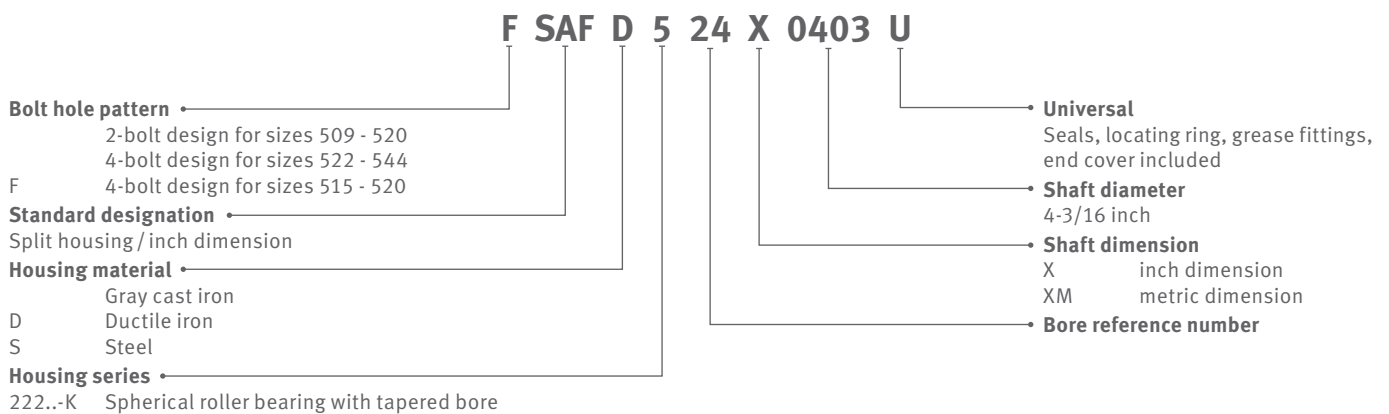 F SAF D 5 24 X 0403 U
Bolt hole pattern
2-bolt design for sizes 509 - 520
4-bolt design for sizes 522 - 544
F 4-bolt design for sizes 515 - 520
Standard designation
Split housing / inch dimension
Housing material
Gray cast iron
D Ductile iron
S Steel
Housing series
222..-K Spherical roller bearing with tapered bore
Universal
Seals, locating ring, grease fittings,
end cover included
Shaft diameter
4-3/16 inch
Shaft dimension
X inch dimension
XM metric dimension
Bore reference number